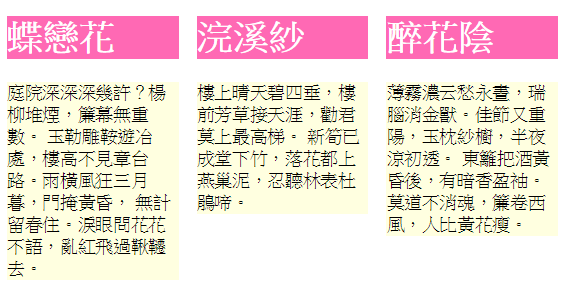 蝶戀花
庭院深深深幾許？楊
柳堆煙，簾幕無重
數。 玉勒雕鞍遊冶
處，樓高不見章台
路。雨橫風狂三月
暮，門掩黃昏， 無計
留春住。淚眼問花花
不語，亂紅飛過鞦韆
去。
浣溪紗
樓上晴天碧四垂，樓
前芳草接天涯，勸君
莫上最高梯。 新筍已
成堂下竹，落花都上
燕巢泥，忍聽林表杜
鵑啼。
醉花陰
薄霧濃云愁永晝，瑞
腦消金獸。佳節又重
陽，玉枕紗櫥，半夜
涼初透。 東籬把酒黃
昏後，有暗香盈袖。
莫道不消魂，簾卷西
風，人比黃花瘦。